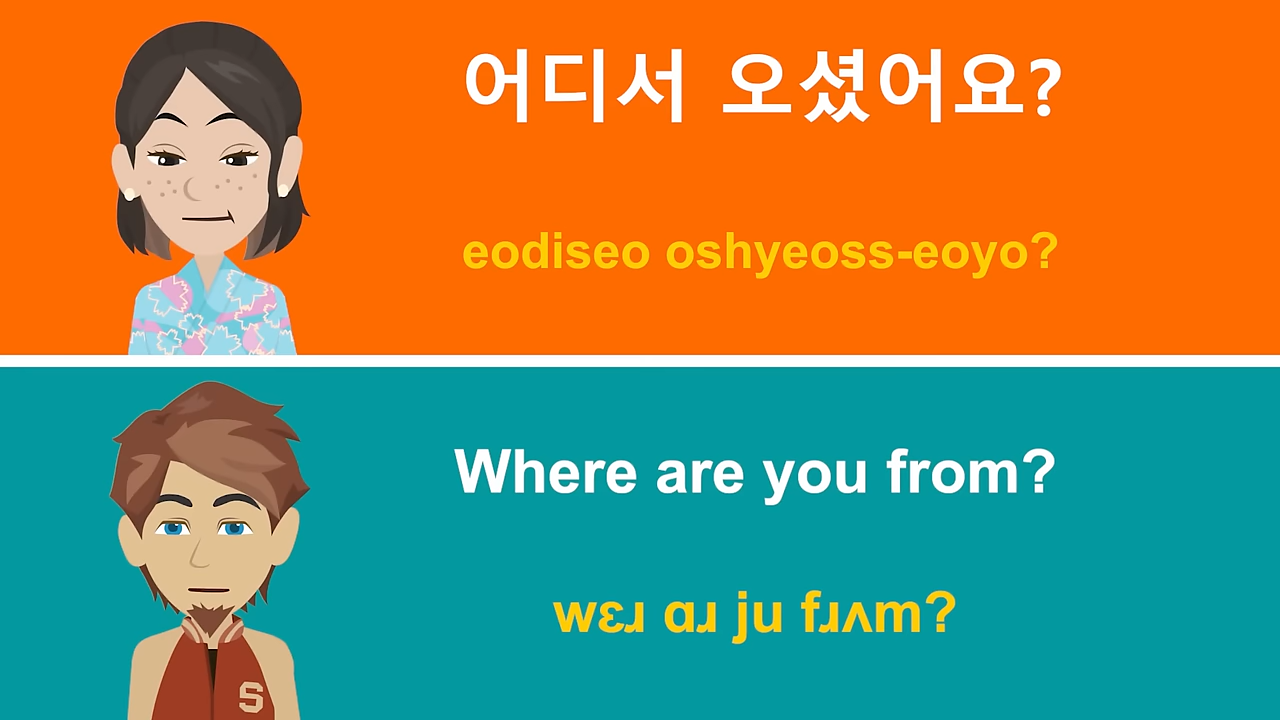 어디서 오셨어요?
eodiseo oshyeoss-eoyo?
Where are you from?
wɛɹ ɑɹ ju fɹʌm?
S